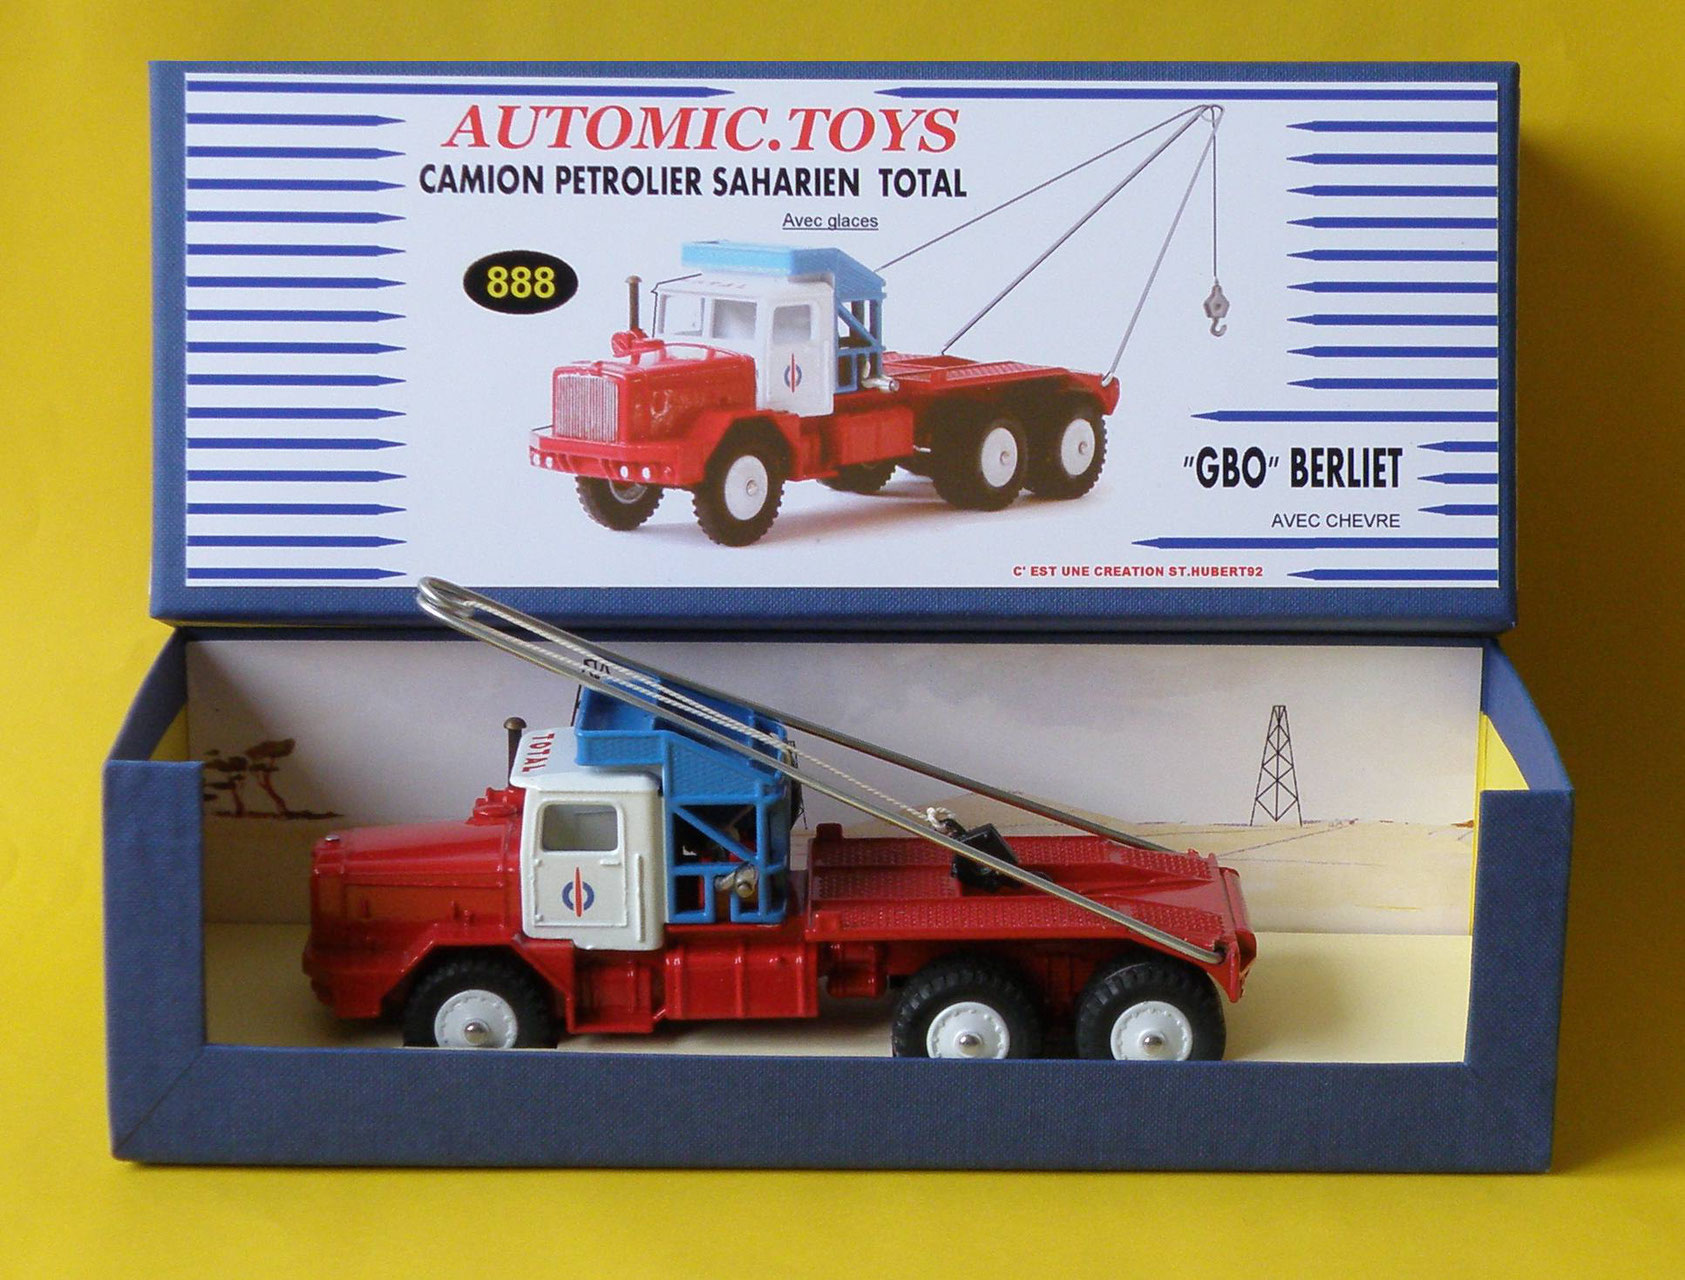 AUTOMIC.TOYS
CAMION PETROLIER SAHARIEN TOTAL
Avec glaces
888
"GBO" BERLIET
AVEC CHEVRE
C' EST UNE CREATION ST.HUBERT92
TOTAL